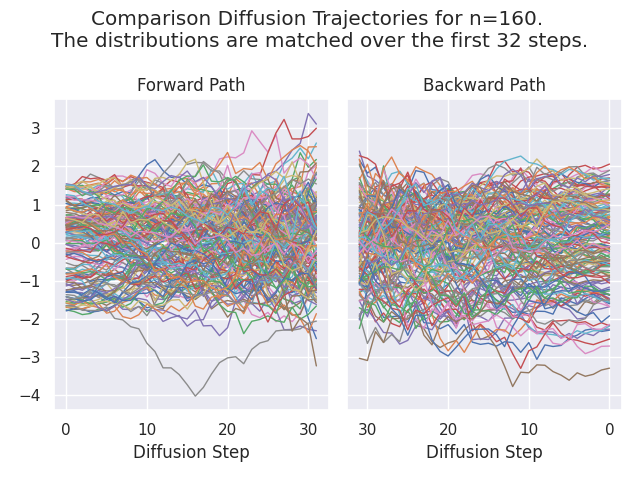 Comparison Diffusion Trajectories for n=160.
The distributions are matched over the first 32 steps.
Forward Path
Backward Path
3
2
1
0
−1
−2
−3
−4
0 10 20 30
30 20 10 0
Diffusion Step
Diffusion Step